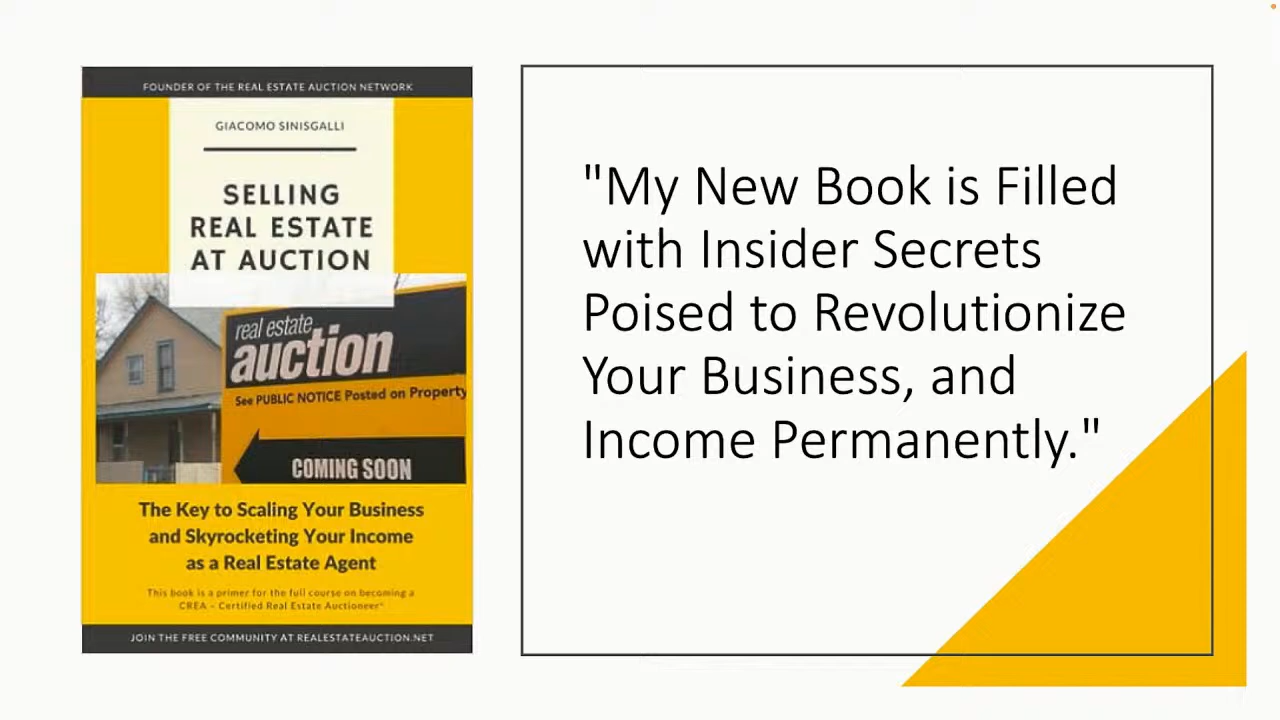 FOUNDER OF THE REAL ESTATE AUCTION NETWORK
GIACOMO SINISGALLI
SELLING
REAL ESTATE
AT AUCTION
real estate
auction
See PUBLIC NOTICE Posted on Property
COMING SOON
The Key to Scaling Your Business
and Skyrocketing Your Income
as a Real Estate Agent
This book is a primer for the full course on becoming a
CREA – Certified Real Estate Auctioneer"
JOIN THE FREE COMMUNITY AT REALESTATEAUCTION.NET
"My New Book is Filled
with Insider Secrets
Poised to Revolutionize
Your Business, and
Income Permanently."